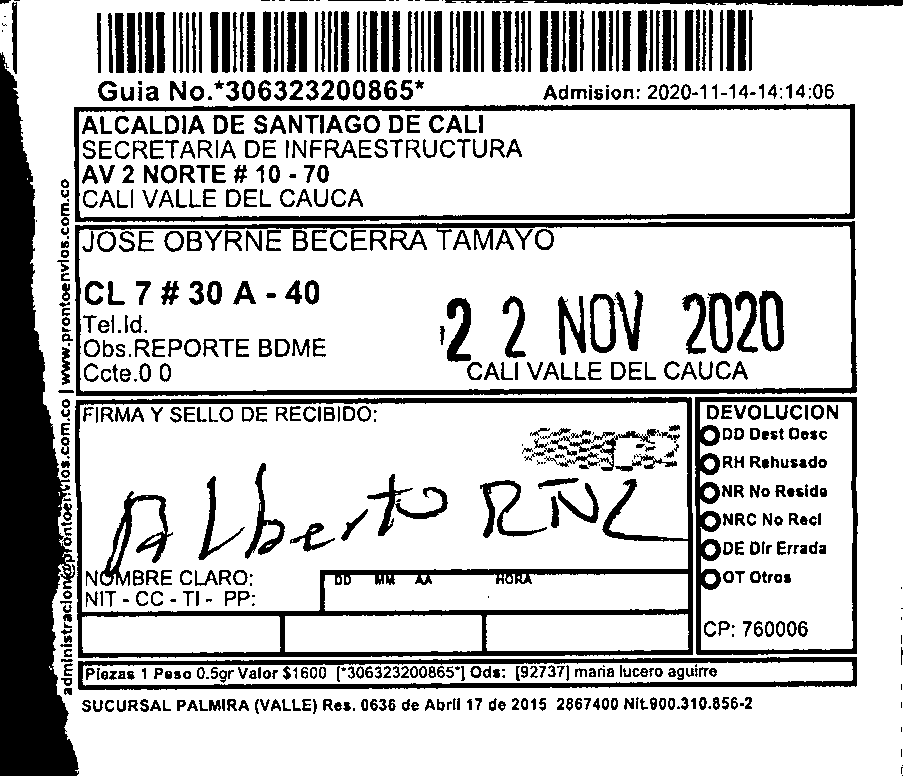 Guia No.*306323200865*
Admision: 2020-11-14-14:14:06
ALCALDIA DE SANTIAGO DE CALI
SECRETARIA DE INFRAESTRUCTURA
AV 2 NORTE # 10 - 70
CALI VALLE DEL CAUCA
JOSE OBYRNE BECERRA TAMAYO
CL 7 # 30 A - 40
Tel.Id.
Obs.REPORTE BDME
Ccte.0 0
2 2 NOV 2020
CALI VALLE DEL CAUCA
FIRMA Y SELLO DE RECIBIDO:
Alberto
NOMBRE CLARO:
NIT - CC - TI - PP:
DD MM AA HORA
DEVOLUCION
DD Dest Desc
RH Rehusado
NR No Reside
NRC No Recl
DE Dir Errada
OT Otros
CP: 760006
Piezas 1 Peso 0.5gr Valor $1600 [*306323200865*] Ods: [92737] maria lucero aguirre
SUCURSAL PALMIRA (VALLE) Res. 0636 de Abril 17 de 2015 2867400 Nit.900.310.856-2
administracion@prontoenvios.com.co | www.prontoenvios.com.co